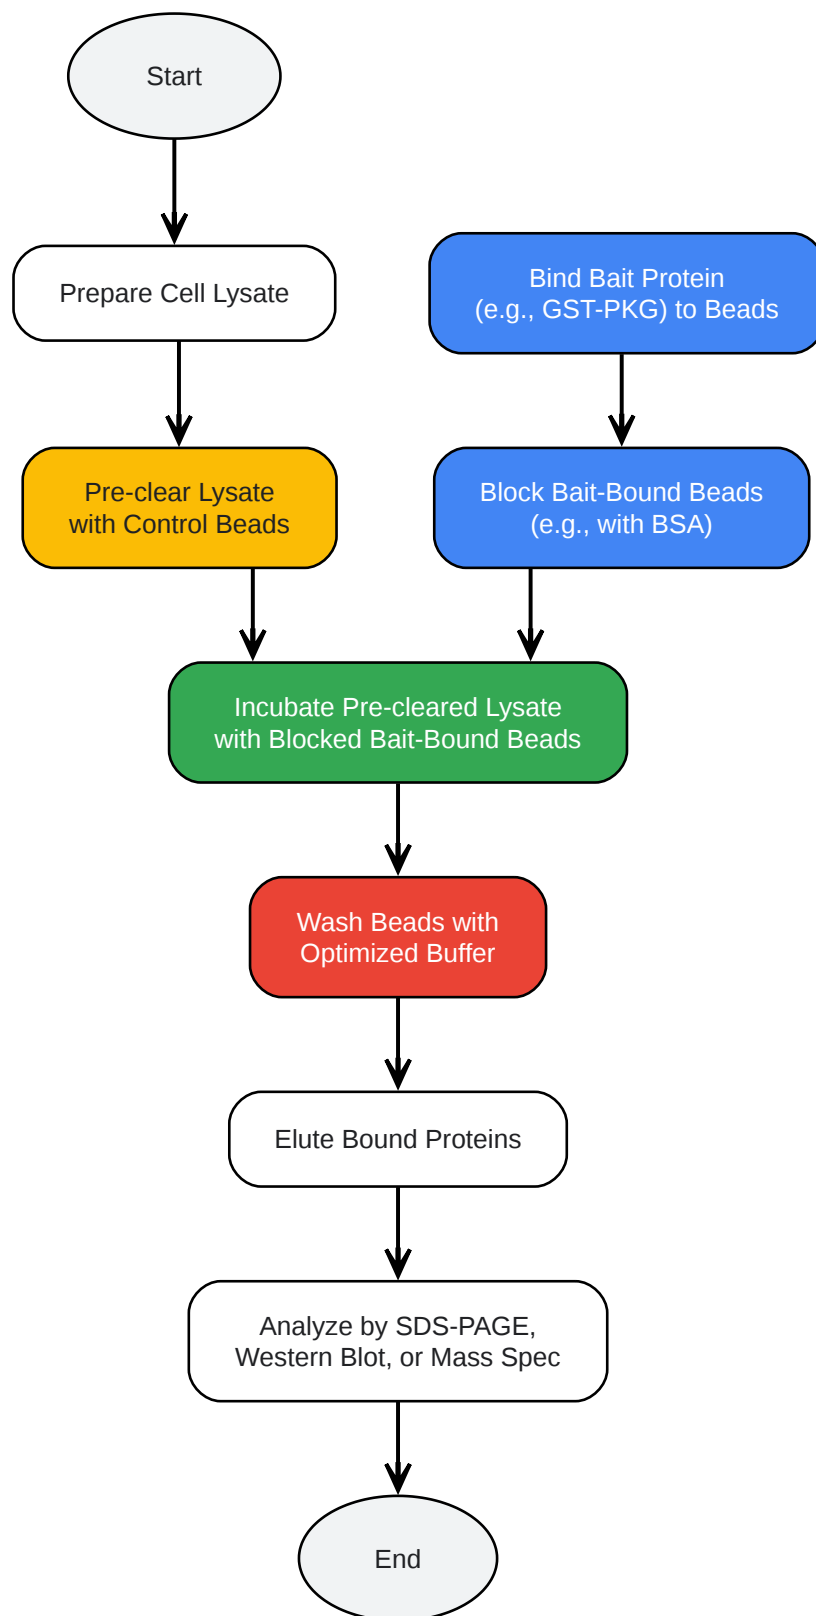 Start
Prepare Cell Lysate
Bind Bait Protein
(e.g., GST-PKG) to Beads
Pre-clear Lysate
with Control Beads
Block Bait-Bound Beads
(e.g., with BSA)
Incubate Pre-cleared Lysate
with Blocked Bait-Bound Beads
Wash Beads with
Optimized Buffer
Elute Bound Proteins
Analyze by SDS-PAGE,
Western Blot, or Mass Spec
End